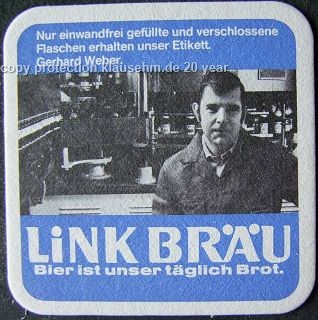 Nur einwandfrei gefüllte und verschlossene
Flaschen erhalten unser Etikett.
Gerhard Weber.
copy protection klausehm.de 20 year...
LiNK BRÄU
Bier ist unser täglich Brot.